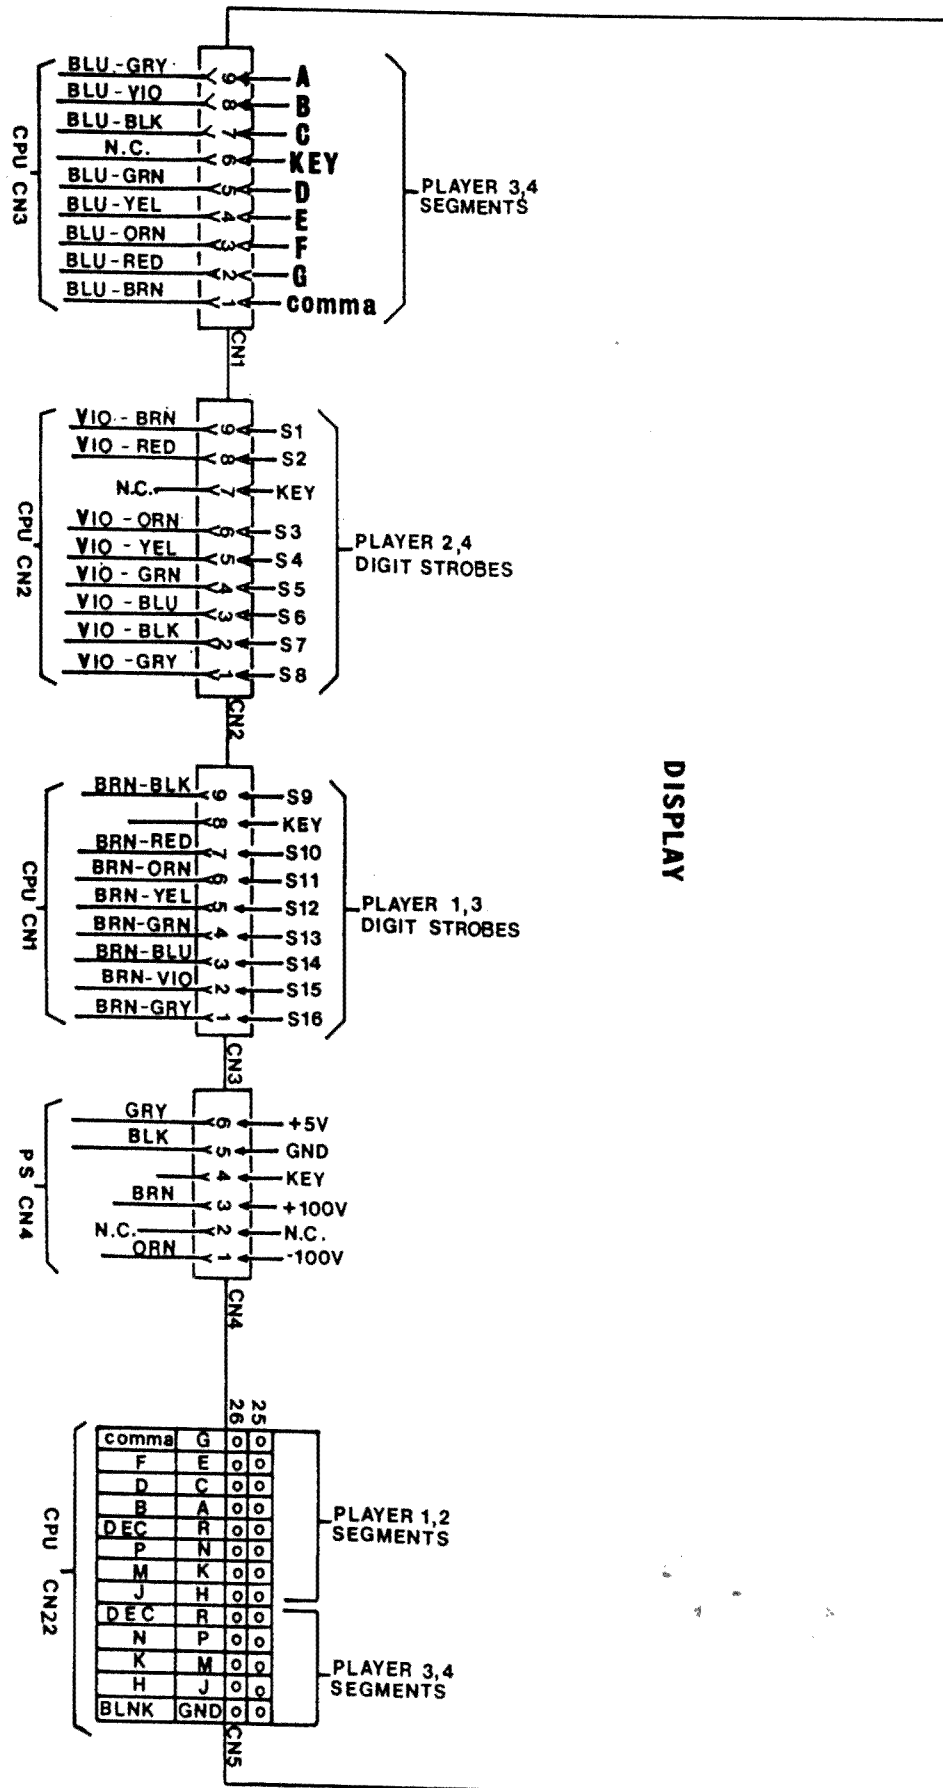 CPU CN3
BLU-GRY 9 A
BLU-VIO 8 B
BLU-BLK 7 C
N.C. 6 KEY
BLU-GRN 5 D
BLU-YEL 4 E
BLU-ORN 3 F
BLU-RED 2 G
BLU-BRN 1 comma
PLAYER 3,4
SEGMENTS
CN1
CPU CN2
VIO-BRN 9 S1
VIO-RED 8 S2
N.C. 7 KEY
VIO-ORN 6 S3
VIO-YEL 5 S4
VIO-GRN 4 S5
VIO-BLU 3 S6
VIO-BLK 2 S7
VIO-GRY 1 S8
PLAYER 2,4
DIGIT STROBES
CN2
DISPLAY
CPU CN1
BRN-BLK 9 S9
8 KEY
BRN-RED 7 S10
BRN-ORN 6 S11
BRN-YEL 5 S12
BRN-GRN 4 S13
BRN-BLU 3 S14
BRN-VIO 2 S15
BRN-GRY 1 S16
PLAYER 1,3
DIGIT STROBES
CN3
PS CN4
GRY 6 +5V
BLK 5 GND
4 KEY
BRN 3 +100V
N.C. 2 N.C.
ORN 1 -100V
CN4
26 25
CPU CN22
comma G
F E
D C
B A
DEC R
P N
M K
J H
DEC R
N P
K M
H J
BLNK GND
PLAYER 1,2
SEGMENTS
PLAYER 3,4
SEGMENTS
CN5